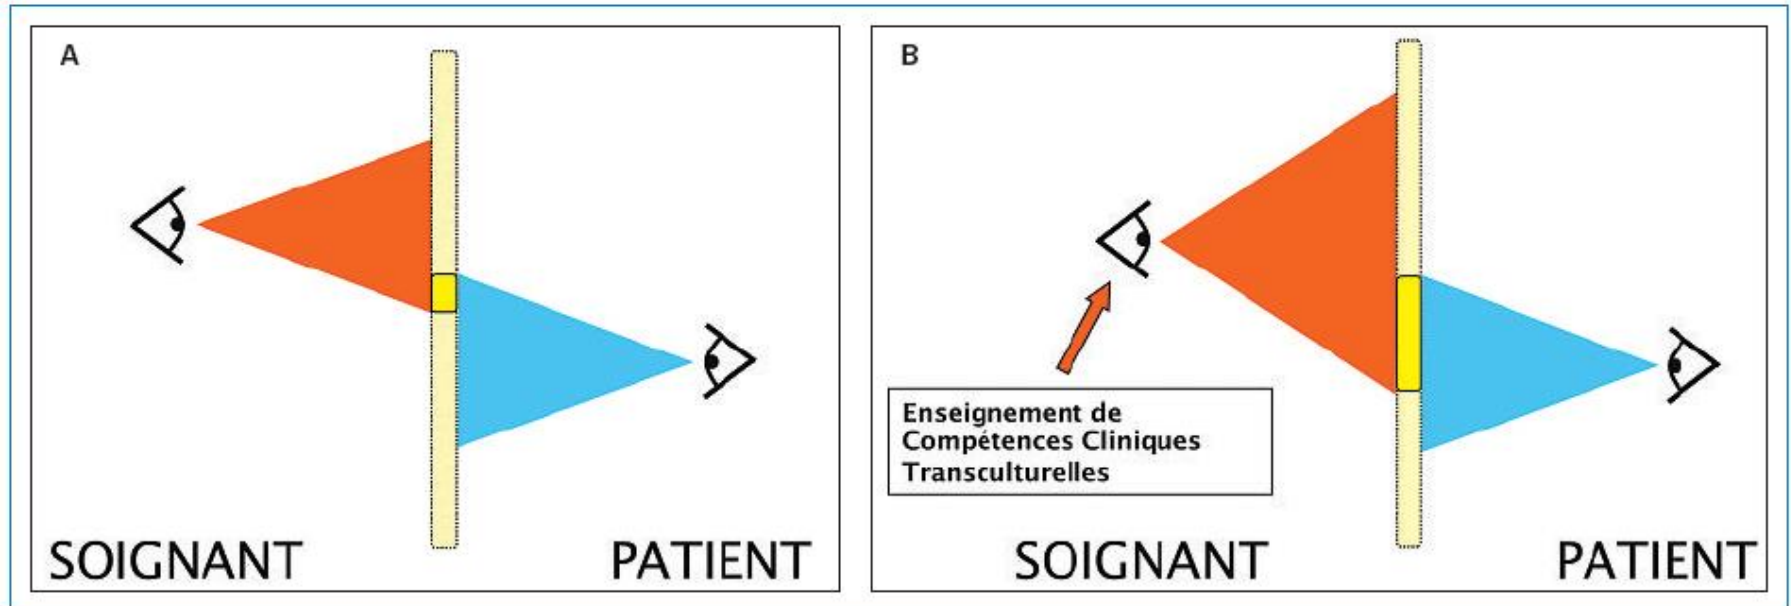 A
SOIGNANT
PATIENT
B
Enseignement de
Compétences Cliniques
Transculturelles
SOIGNANT
PATIENT